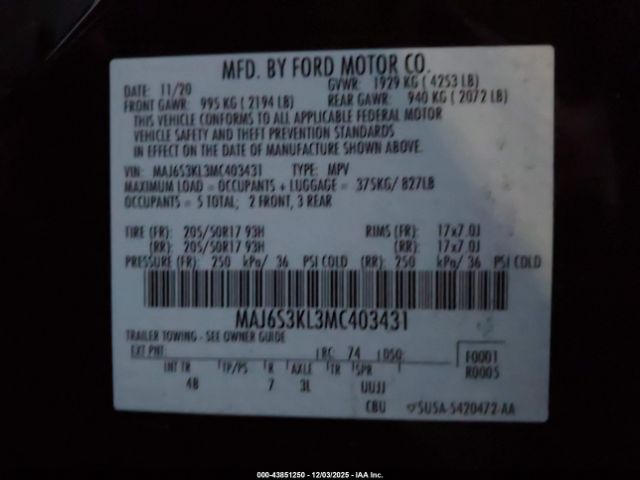 MFD. BY FORD MOTOR CO.
DATE: 11/20 GVWR: 1929 KG ( 4253 LB)
FRONT GAWR: 995 KG ( 2194 LB) REAR GAWR: 940 KG ( 2072 LB)
THIS VEHICLE CONFORMS TO ALL APPLICABLE FEDERAL MOTOR
VEHICLE SAFETY AND THEFT PREVENTION STANDARDS
IN EFFECT ON THE DATE OF MANUFACTURE SHOWN ABOVE.
VIN: MAJ6S3KL3MC403431 TYPE: MPV
MAXIMUM LOAD = OCCUPANTS + LUGGAGE = 375KG/ 827LB
OCCUPANTS = 5 TOTAL; 2 FRONT, 3 REAR
TIRE (FR): 205/50R17 93H RIMS (FR): 17x7.0J
(RR): 205/50R17 93H (RR): 17x7.0J
PRESSURE (FR): 250 kPa/ 36 PSI COLD (RR): 250 kPa/ 36 PSI COLD
MAJ6S3KL3MC403431
TRAILER TOWING - SEE OWNER GUIDE
EXT PNT: RC: 74 DSO: F0001
INT TR TP/PS R AXLE TR SPR R0005
4B 7 3L UUJJ
CBU SU5A-5420472-AA
000-43851250 - 12/03/2025 - IAA Inc.